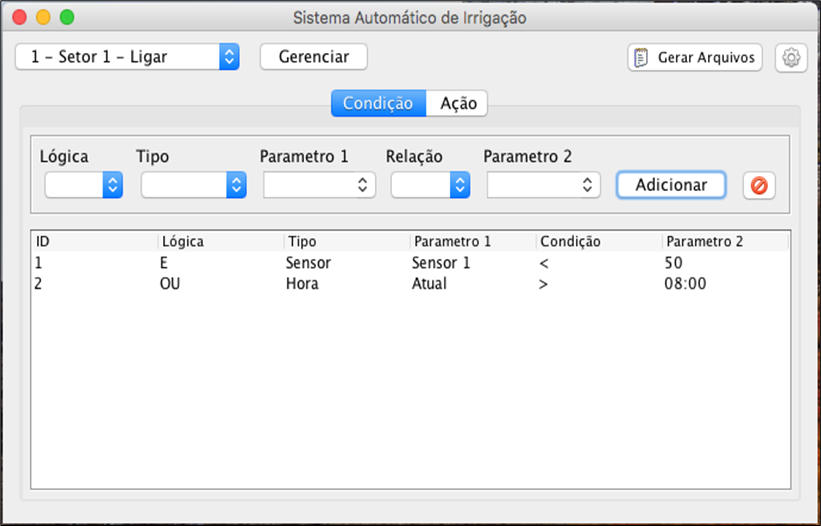 Sistema Automático de Irrigação
1 – Setor 1 – Ligar Gerenciar Gerar Arquivos
Condição Ação
Lógica Tipo Parametro 1 Relação Parametro 2
Adicionar
ID Lógica Tipo Parametro 1 Condição Parametro 2
1 E Sensor Sensor 1 < 50
2 OU Hora Atual > 08:00